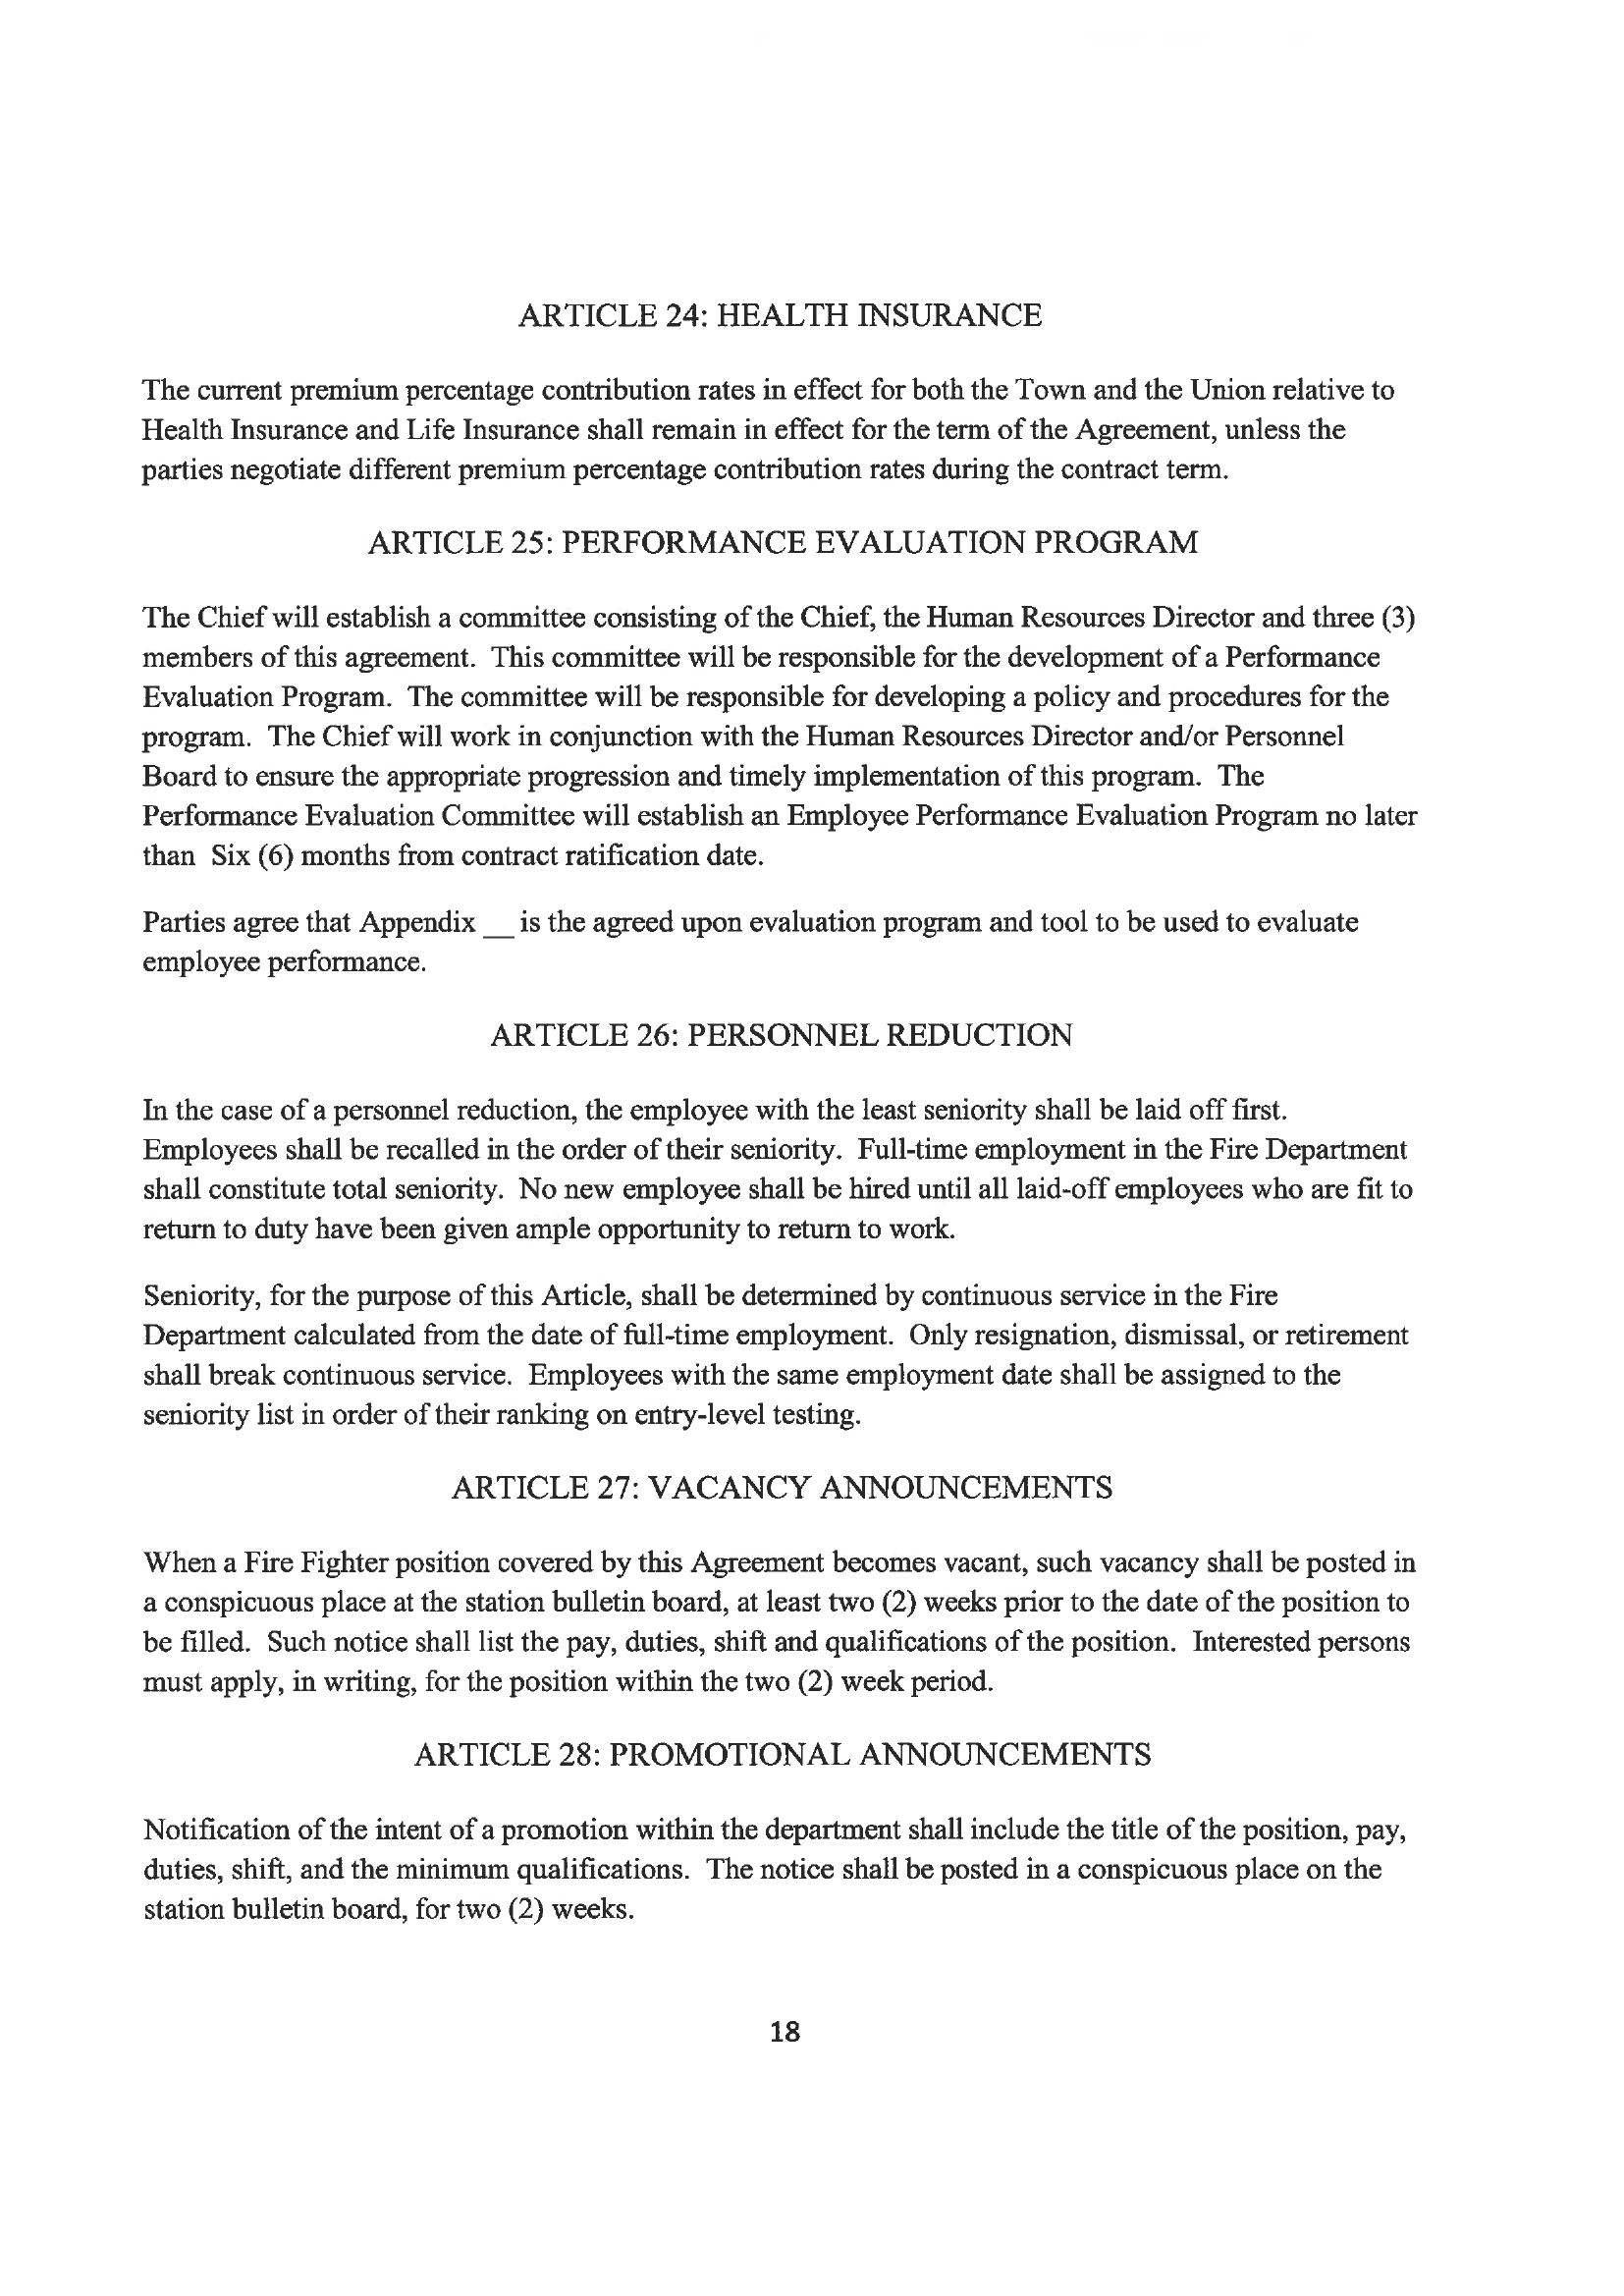 ARTICLE 24: HEALTH INSURANCE
The current premium percentage contribution rates in effect for both the Town and the Union relative to
Health Insurance and Life Insurance shall remain in effect for the term of the Agreement, unless the
parties negotiate different premium percentage contribution rates during the contract term.
ARTICLE 25: PERFORMANCE EVALUATION PROGRAM
The Chief will establish a committee consisting of the Chief, the Human Resources Director and three (3)
members of this agreement.  This committee will be responsible for the development of a Performance
Evaluation Program.  The committee will be responsible for developing a policy and procedures for the
program.  The Chief will work in conjunction with the Human Resources Director and/or Personnel
Board to ensure the appropriate progression and timely implementation of this program.  The
Performance Evaluation Committee will establish an Employee Performance Evaluation Program no later
than  Six (6) months from contract ratification date.
Parties agree that Appendix __ is the agreed upon evaluation program and tool to be used to evaluate
employee performance.
ARTICLE 26: PERSONNEL REDUCTION
In the case of a personnel reduction, the employee with the least seniority shall be laid off first.
Employees shall be recalled in the order of their seniority.  Full-time employment in the Fire Department
shall constitute total seniority.  No new employee shall be hired until all laid-off employees who are fit to
return to duty have been given ample opportunity to return to work.
Seniority, for the purpose of this Article, shall be determined by continuous service in the Fire
Department calculated from the date of full-time employment.  Only resignation, dismissal, or retirement
shall break continuous service.  Employees with the same employment date shall be assigned to the
seniority list in order of their ranking on entry-level testing.
ARTICLE 27: VACANCY ANNOUNCEMENTS
When a Fire Fighter position covered by this Agreement becomes vacant, such vacancy shall be posted in
a conspicuous place at the station bulletin board, at least two (2) weeks prior to the date of the position to
be filled.  Such notice shall list the pay, duties, shift and qualifications of the position.  Interested persons
must apply, in writing, for the position within the two (2) week period.
ARTICLE 28: PROMOTIONAL ANNOUNCEMENTS
Notification of the intent of a promotion within the department shall include the title of the position, pay,
duties, shift, and the minimum qualifications.  The notice shall be posted in a conspicuous place on the
station bulletin board, for two (2) weeks.
18